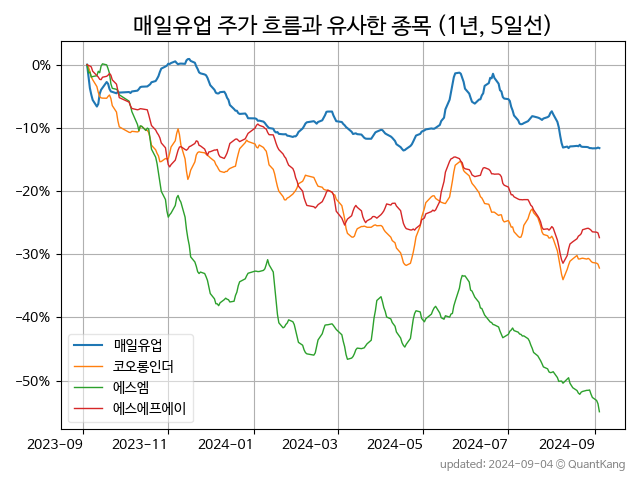 매일유업 주가 흐름과 유사한 종목 (1년, 5일선)
0%
−10%
−20%
−30%
−40%
−50%
매일유업
코오롱인더
에스엠
에스에프에이
2023-09 2023-11 2024-01 2024-03 2024-05 2024-07 2024-09
updated: 2024-09-04 © QuantKang